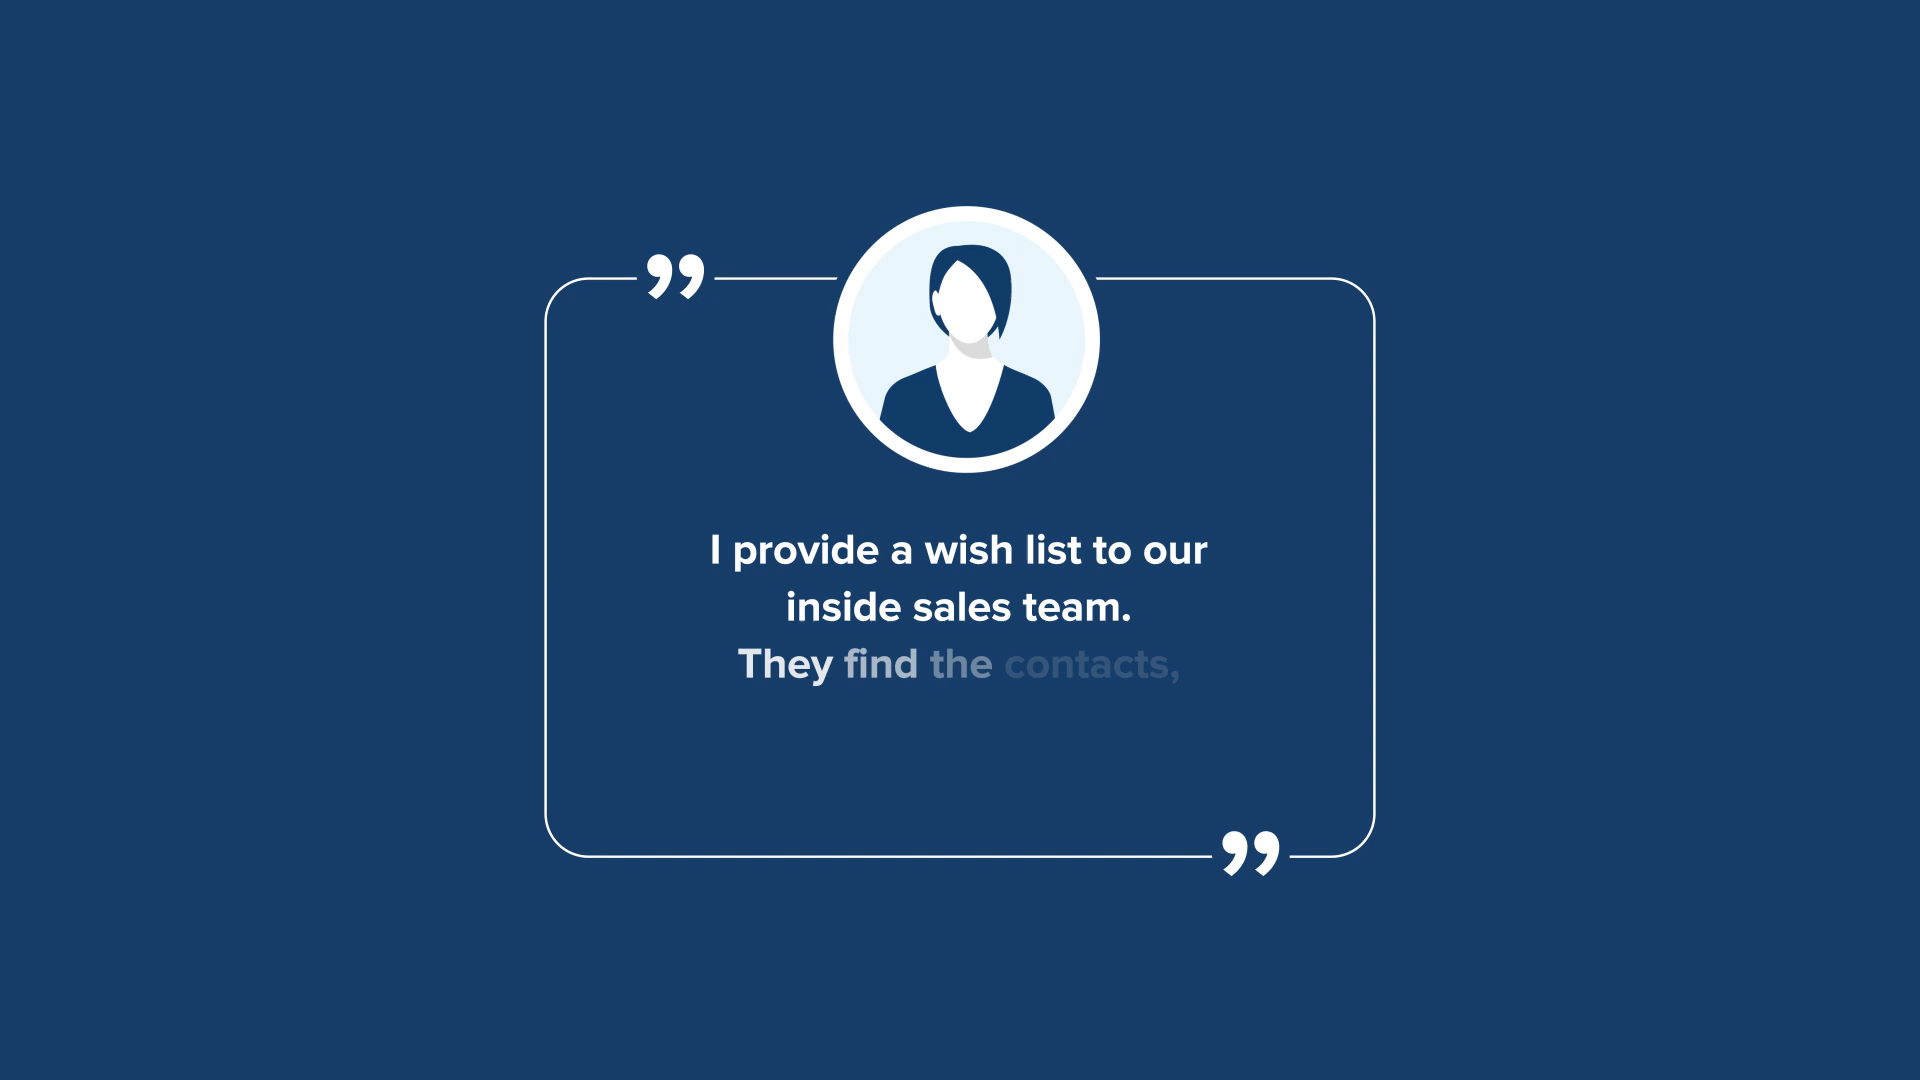 I provide a wish list to our
inside sales team.
They find the contacts,